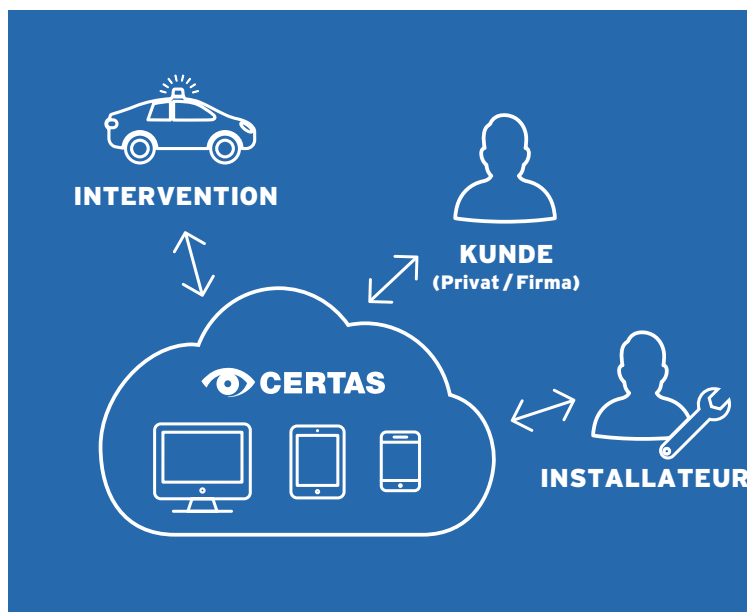 INTERVENTION
KUNDE
(Privat / Firma)
CERTAS
INSTALLATEUR